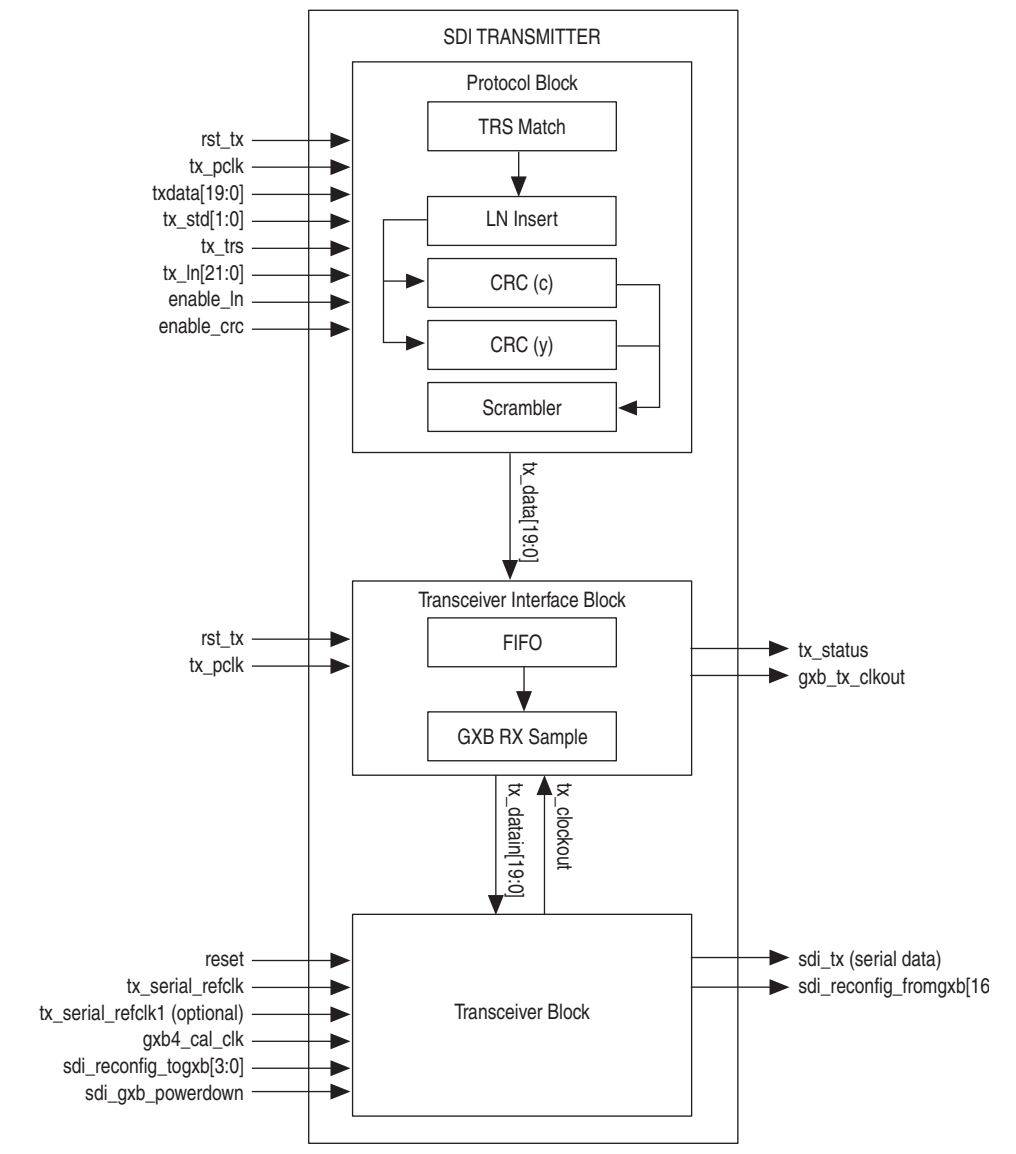 SDI TRANSMITTER
Protocol Block
TRS Match
LN Insert
CRC (c)
CRC (y)
Scrambler
rst_tx
tx_pclk
txdata[19:0]
tx_std[1:0]
tx_trs
tx_ln[21:0]
enable_ln
enable_crc
tx_data[19:0]
Transceiver Interface Block
FIFO
GXB RX Sample
rst_tx
tx_pclk
tx_status
gxb_tx_clkout
tx_datain[19:0]
tx_clockout
Transceiver Block
reset
tx_serial_refclk
tx_serial_refclk1 (optional)
gxb4_cal_clk
sdi_reconfig_togxb[3:0]
sdi_gxb_powerdown
sdi_tx (serial data)
sdi_reconfig_fromgxb[16